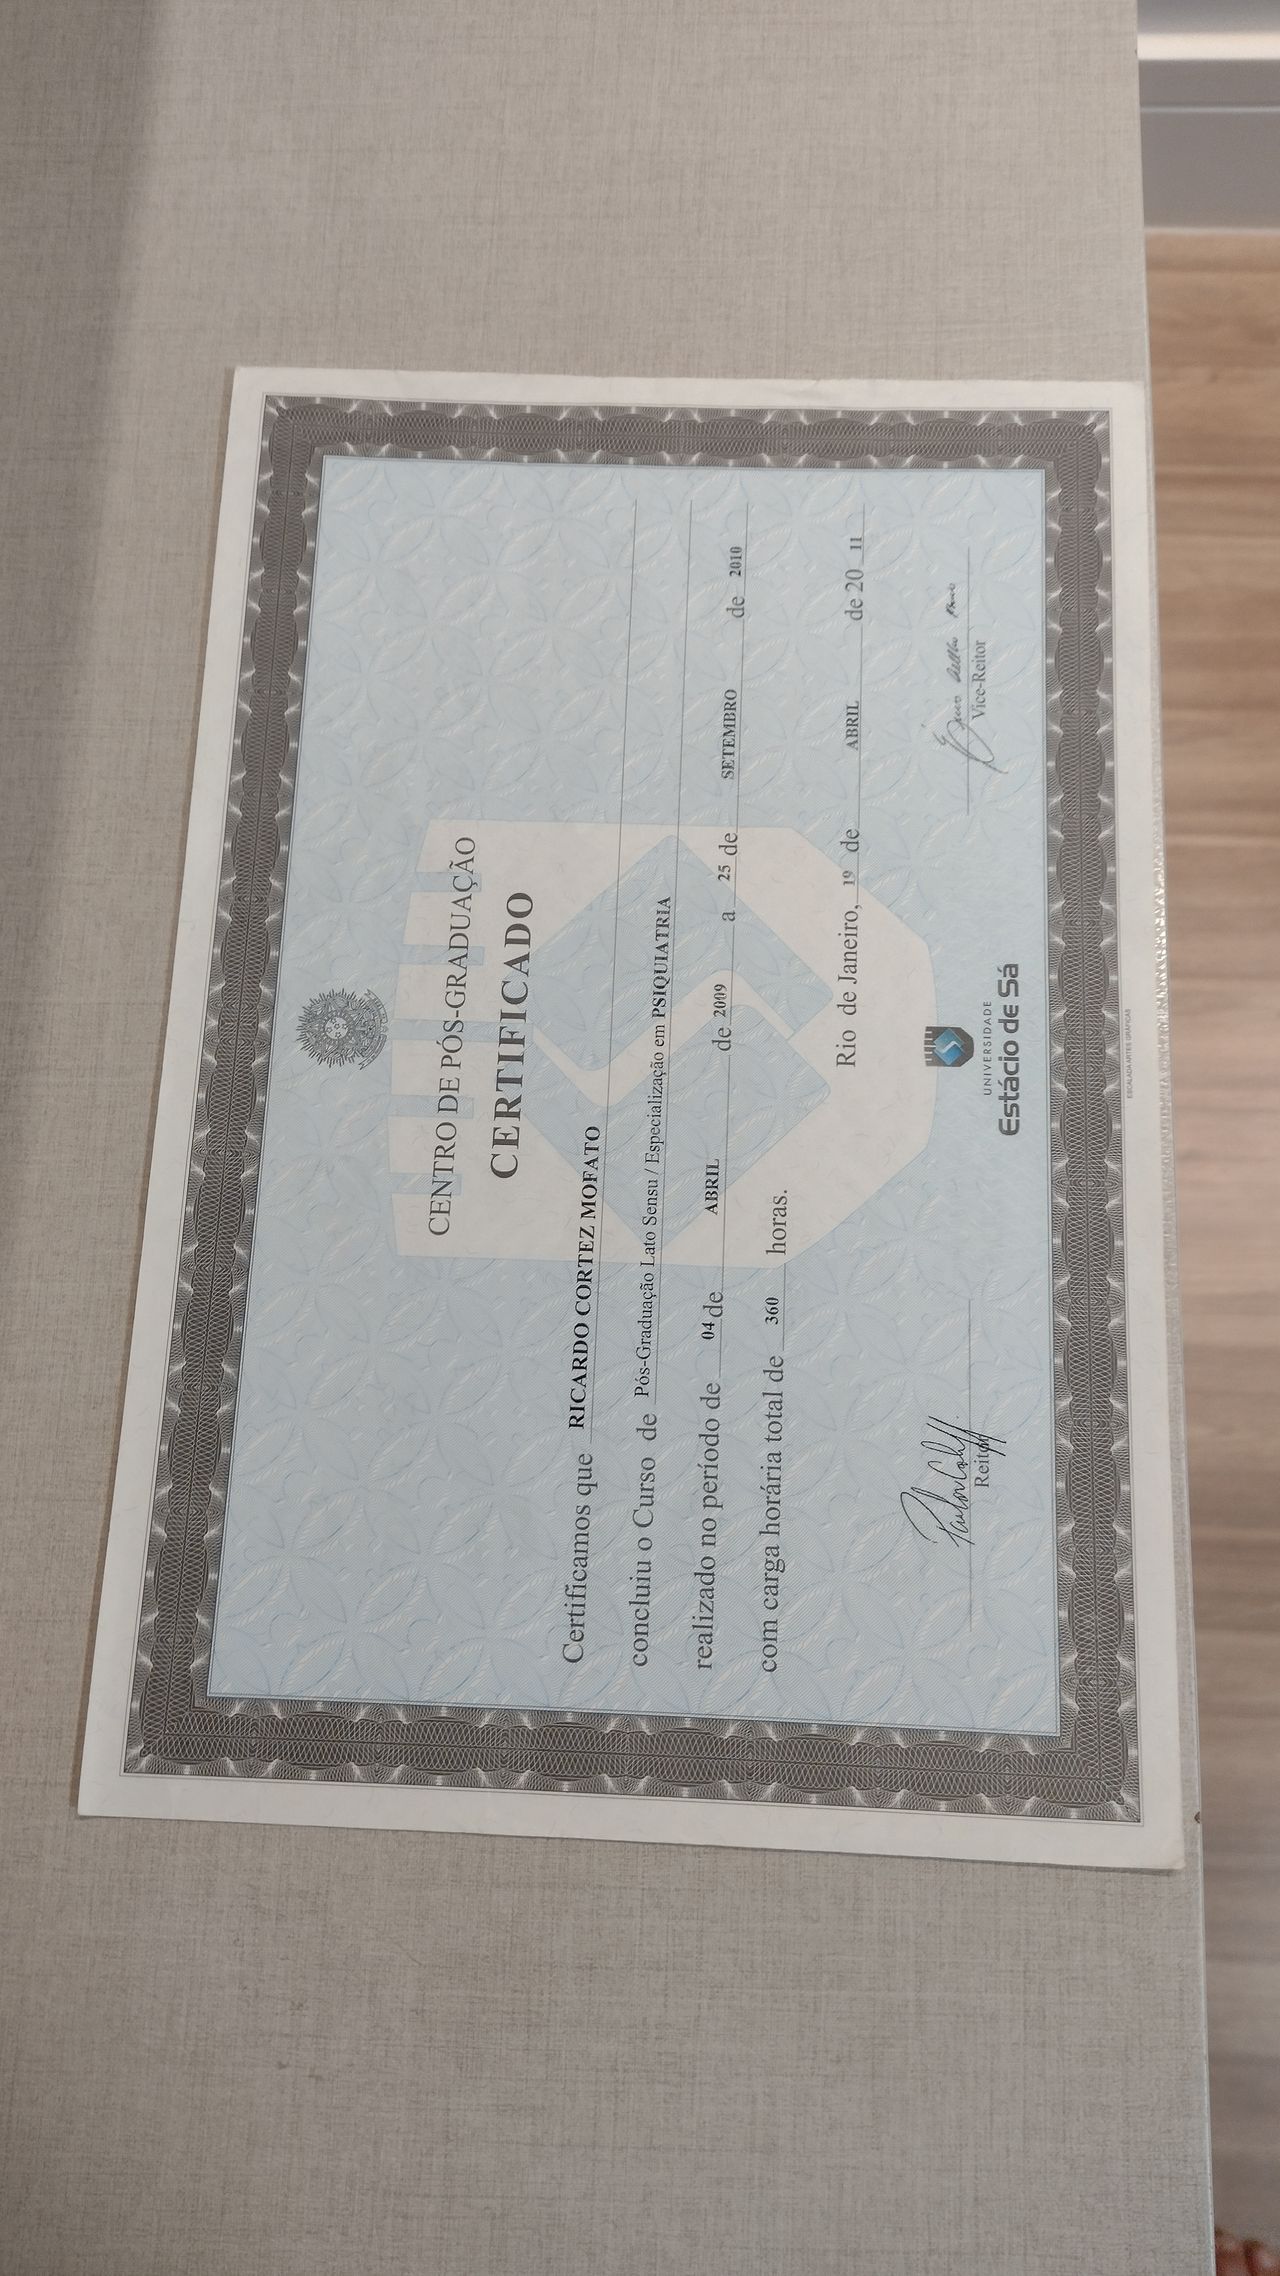 CENTRO DE PÓS-GRADUAÇÃO
CERTIFICADO
Certificamos que RICARDO CORTEZ MOFATO
concluiu o Curso de Pós-Graduação Lato Sensu / Especialização em PSIQUIATRIA
realizado no período de 04 de ABRIL de 2009 a 25 de SETEMBRO de 2010
com carga horária total de 360 horas.
Rio de Janeiro, 19 de ABRIL de 20 11
Reitor
Vice-Reitor
UNIVERSIDADE
Estácio de Sá
ESCALADA ARTES GRÁFICAS